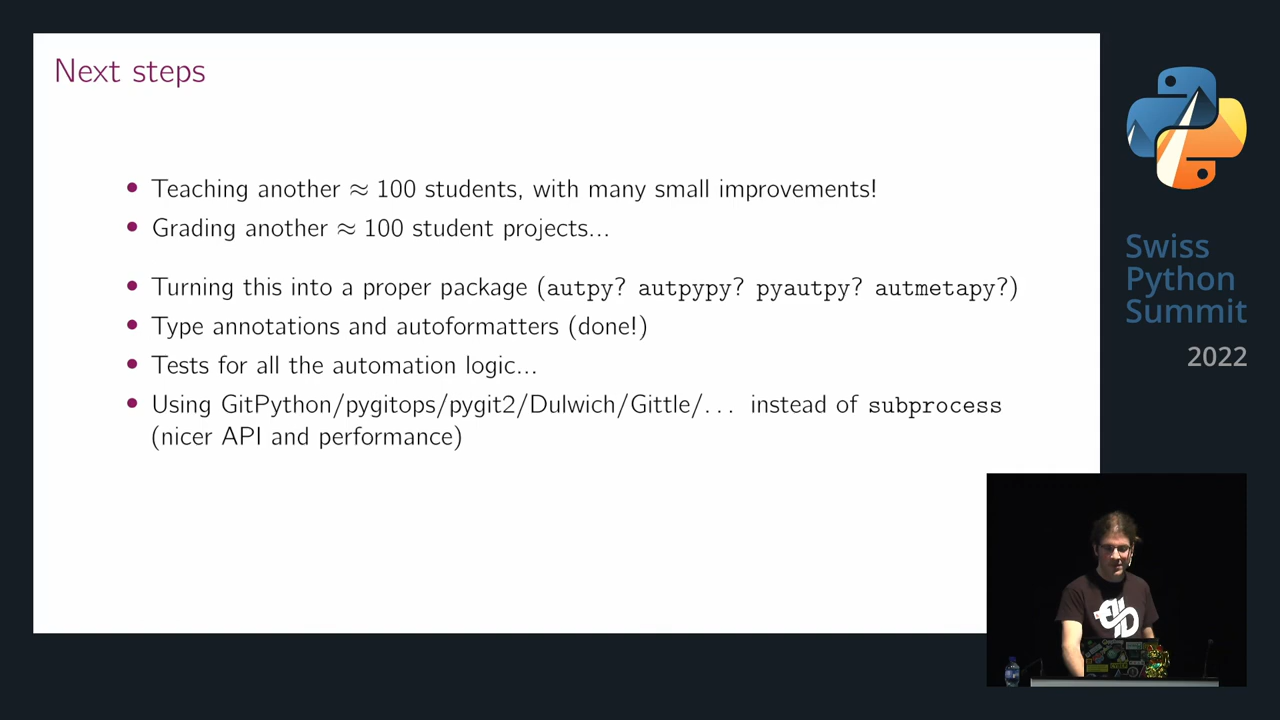 Next steps
• Teaching another ≈ 100 students, with many small improvements!
• Grading another ≈ 100 student projects...
• Turning this into a proper package (autpy? autpypy? pyautpy? autmetapy?)
• Type annotations and autoformatters (done!)
• Tests for all the automation logic...
• Using GitPython/pygitops/pygit2/Dulwich/Gittle/... instead of subprocess
(nicer API and performance)
Swiss
Python
Summit
2022